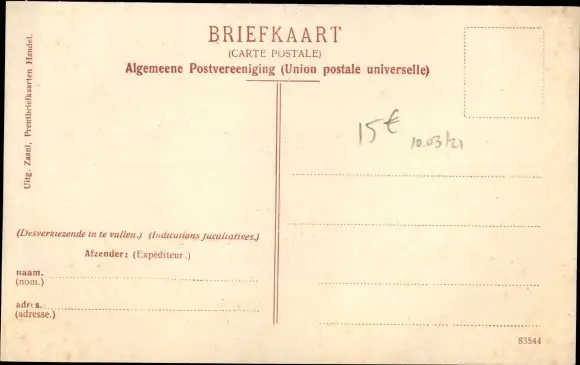 BRIEFKAART
(CARTE POSTALE)
Algemeene Postvereeniging (Union postale universelle)
Uitg. Zaanl. Prentbriefkaarten Handel.
15 €
10.03/21
(Desverkiezende in te vullen.) (Indications facultatives.)
Afzender: (Expéditeur.)
naam.
(nom.)
adres.
(adresse.)
83544